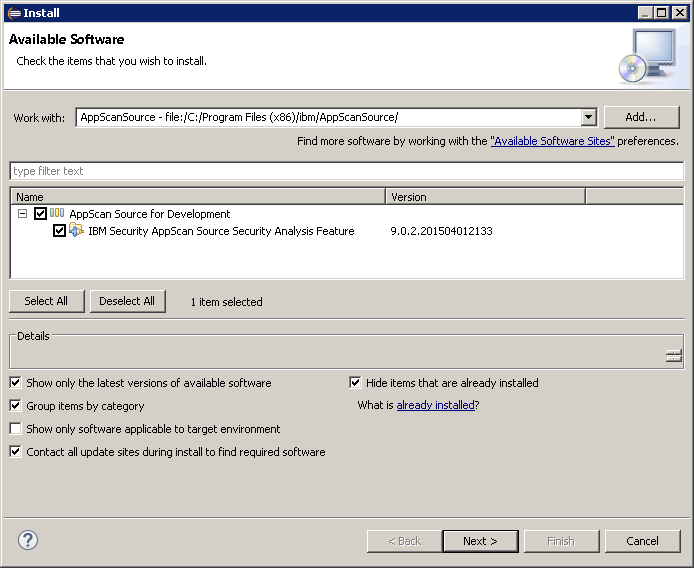 Install
Available Software
Check the items that you wish to install.
Work with: AppScanSource - file:/C:/Program Files (x86)/ibm/AppScanSource/ Add...
Find more software by working with the "Available Software Sites" preferences.
type filter text
Name Version
AppScan Source for Development
IBM Security AppScan Source Security Analysis Feature 9.0.2.201504012133
Select All Deselect All 1 item selected
Details
Show only the latest versions of available software Hide items that are already installed
Group items by category What is already installed?
Show only software applicable to target environment
Contact all update sites during install to find required software
? < Back Next > Finish Cancel